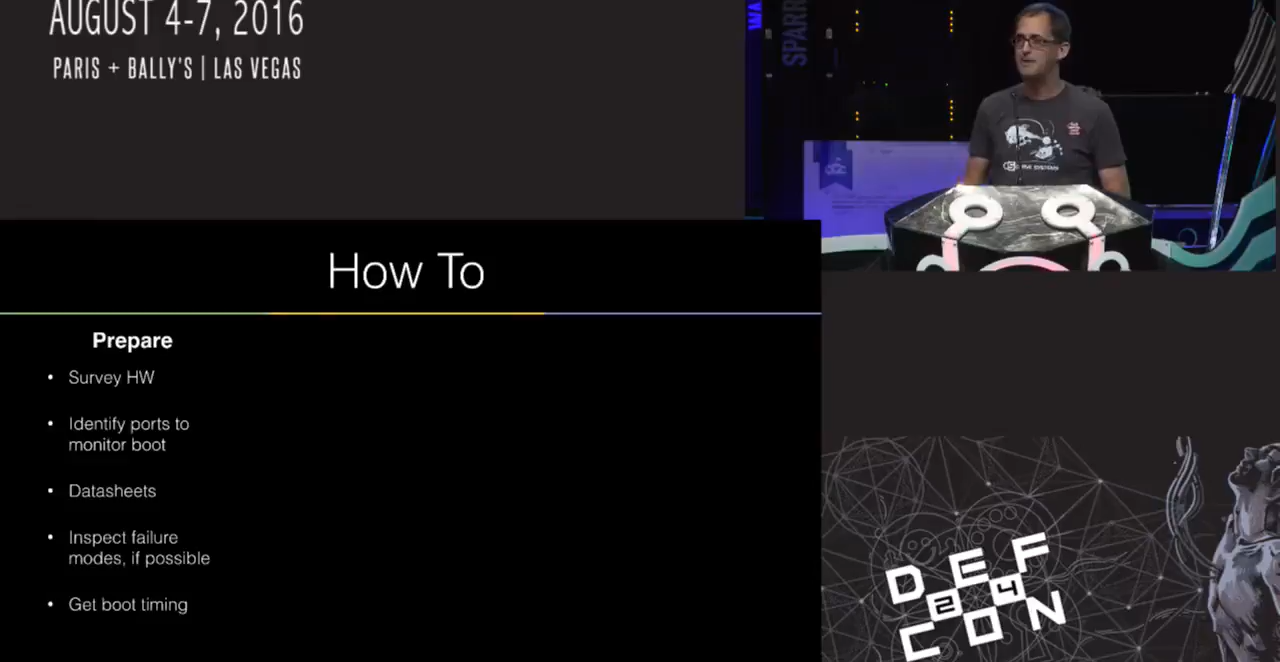 AUGUST 4-7, 2016
PARIS + BALLY'S | LAS VEGAS
How To
Prepare
• Survey HW
• Identify ports to
monitor boot
• Datasheets
• Inspect failure
modes, if possible
• Get boot timing
DEF
24
CON